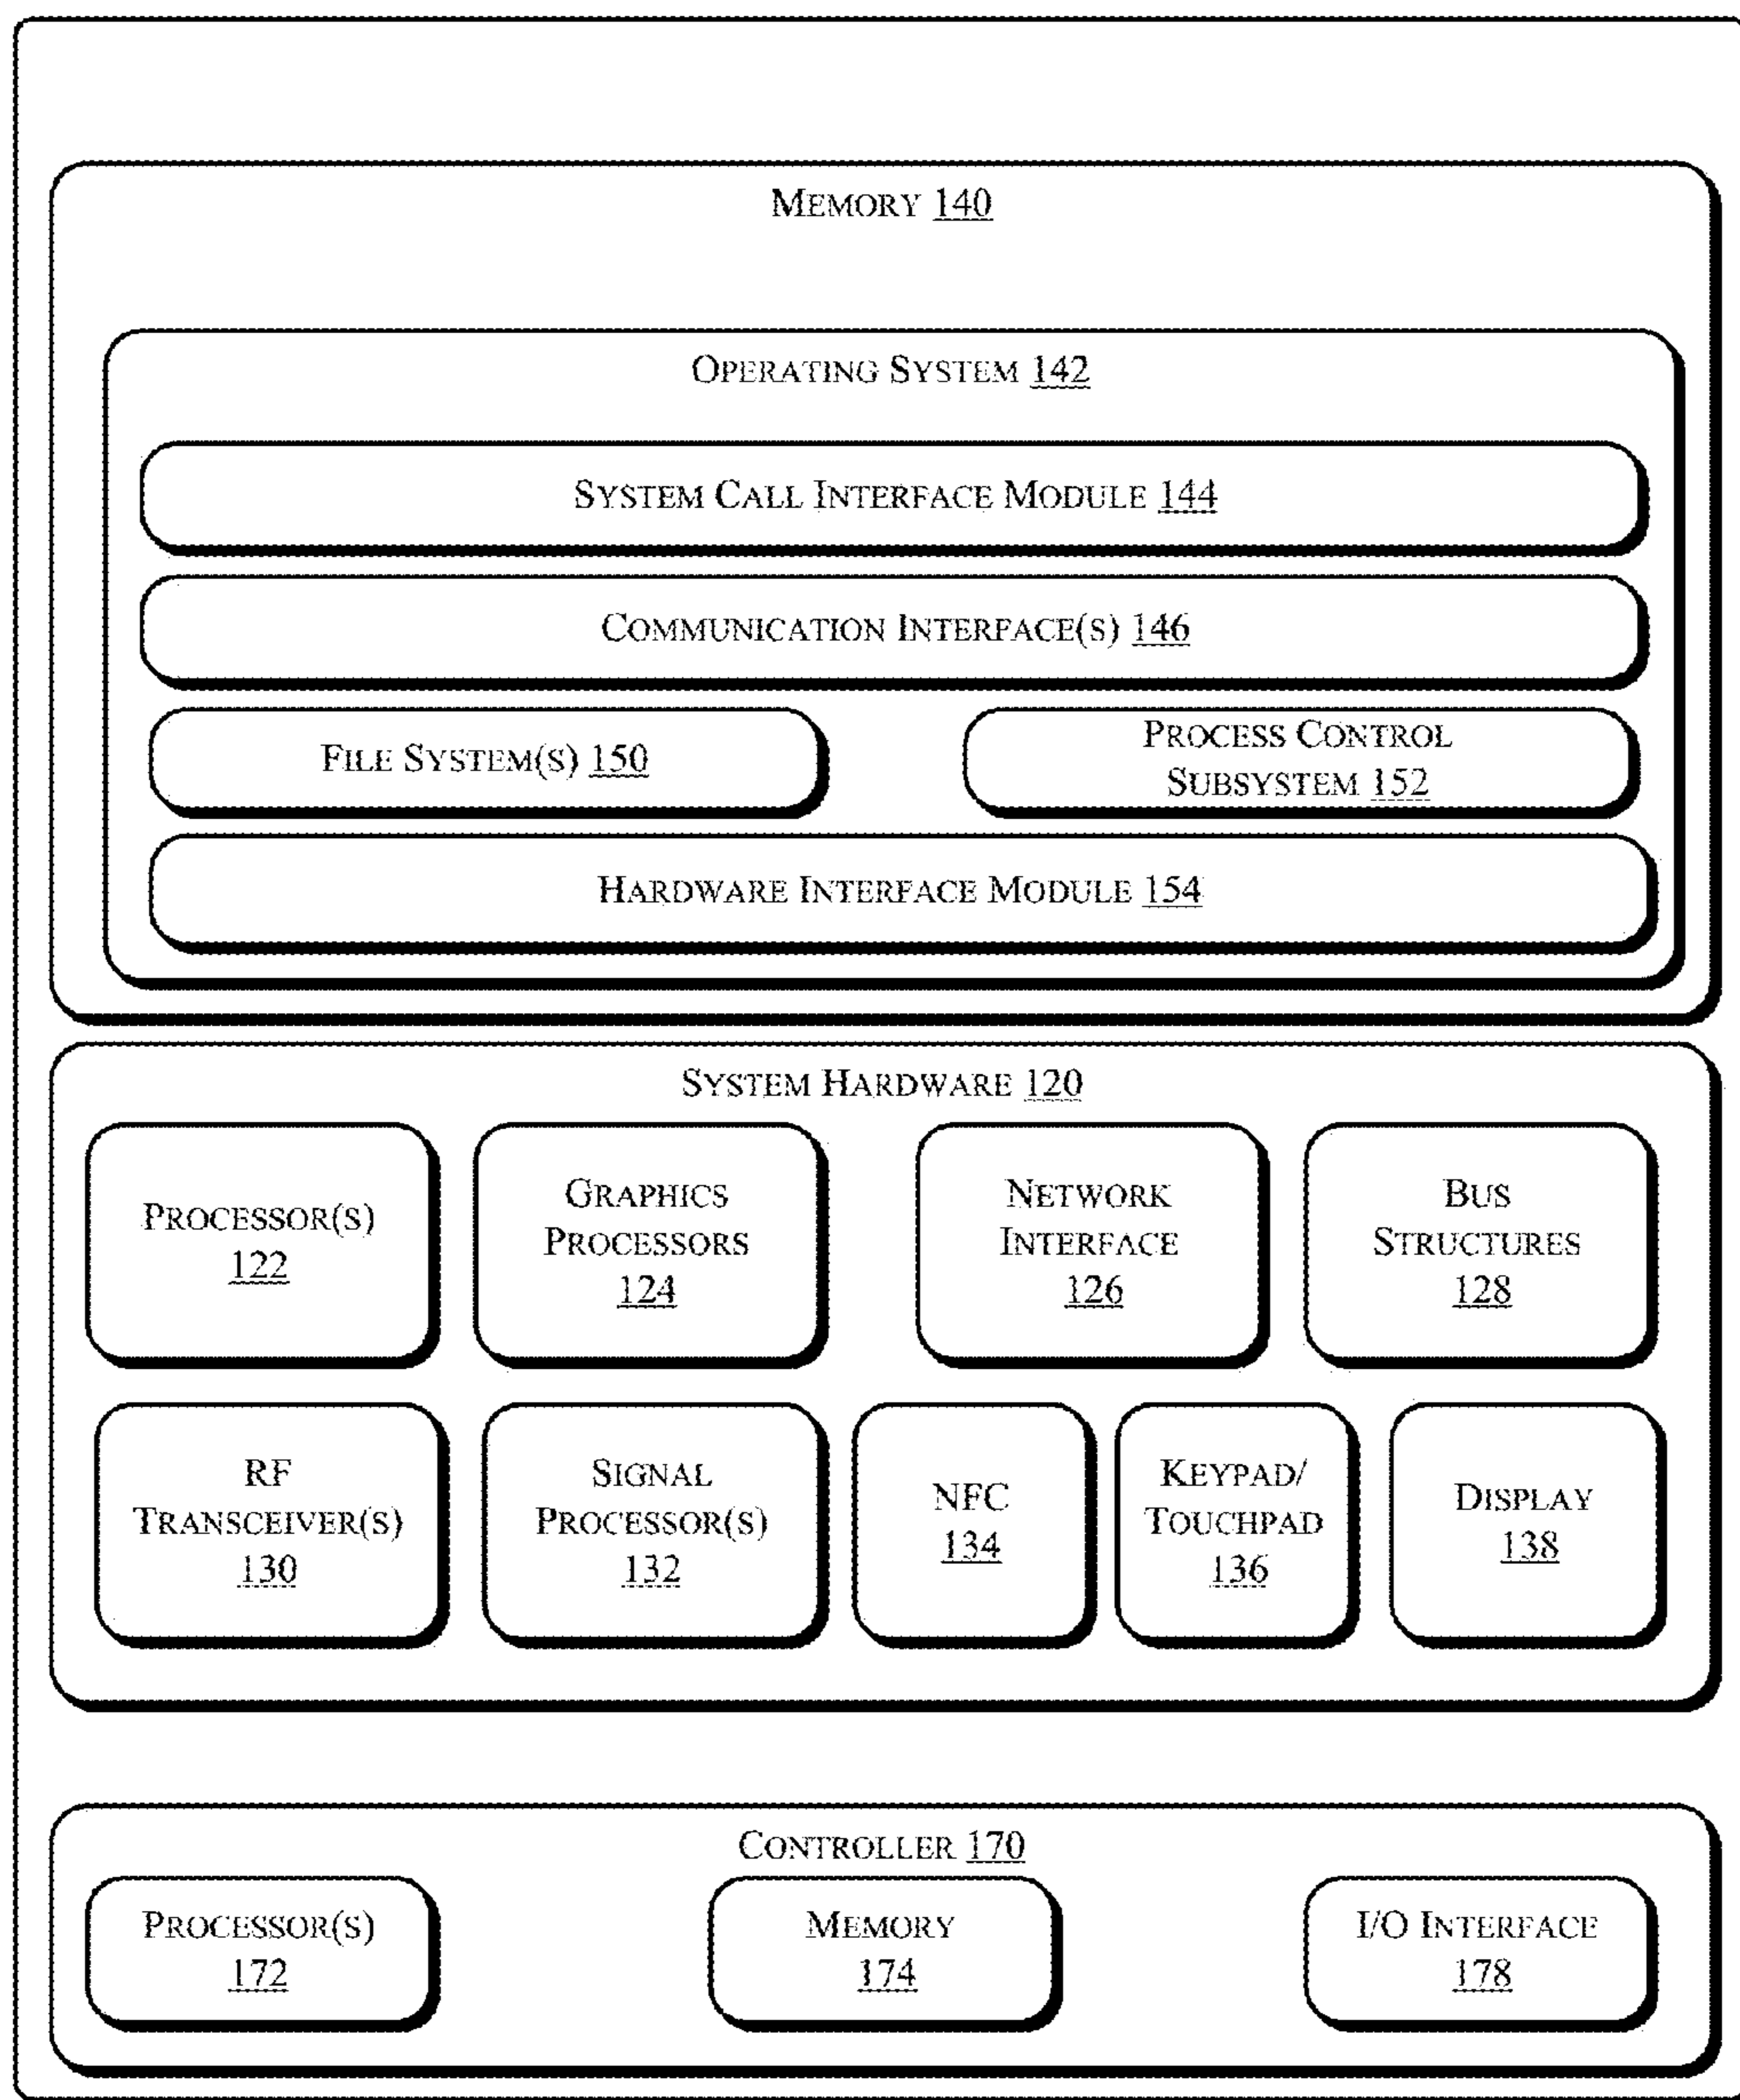 MEMORY 140
OPERATING SYSTEM 142
SYSTEM CALL INTERFACE MODULE 144
COMMUNICATION INTERFACE(S) 146
FILE SYSTEM(S) 150
PROCESS CONTROL
SUBSYSTEM 152
HARDWARE INTERFACE MODULE 154
SYSTEM HARDWARE 120
PROCESSOR(S)
122
GRAPHICS
PROCESSORS
124
NETWORK
INTERFACE
126
BUS
STRUCTURES
128
RF
TRANSCEIVER(S)
130
SIGNAL
PROCESSOR(S)
132
NFC
134
KEYPAD/
TOUCHPAD
136
DISPLAY
138
CONTROLLER 170
PROCESSOR(S)
172
MEMORY
174
I/O INTERFACE
178